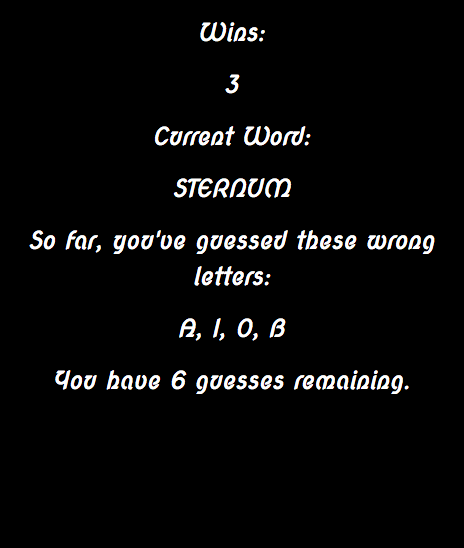 Wins:
3
Current Word:
STERNUM
So far, you've guessed these wrong
letters:
A, I, O, B
You have 6 guesses remaining.